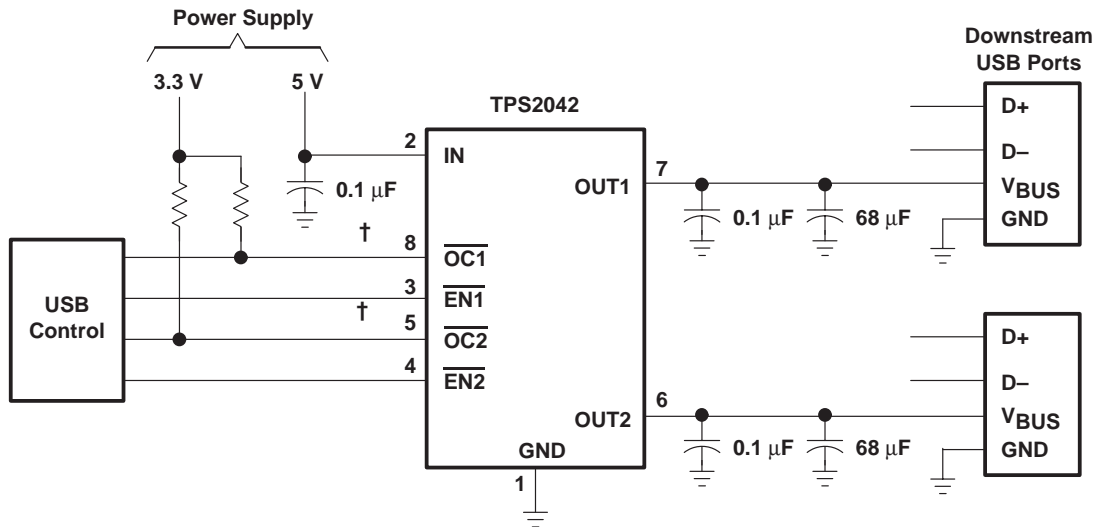 Power Supply
3.3 V
5 V
TPS2042
Downstream
USB Ports
D+
D–
VBUS
GND
2
IN
0.1 µF
7
OUT1
0.1 µF
68 µF
†
8
OC1
3
EN1
†
5
OC2
4
EN2
USB
Control
D+
D–
VBUS
GND
6
OUT2
0.1 µF
68 µF
GND
1